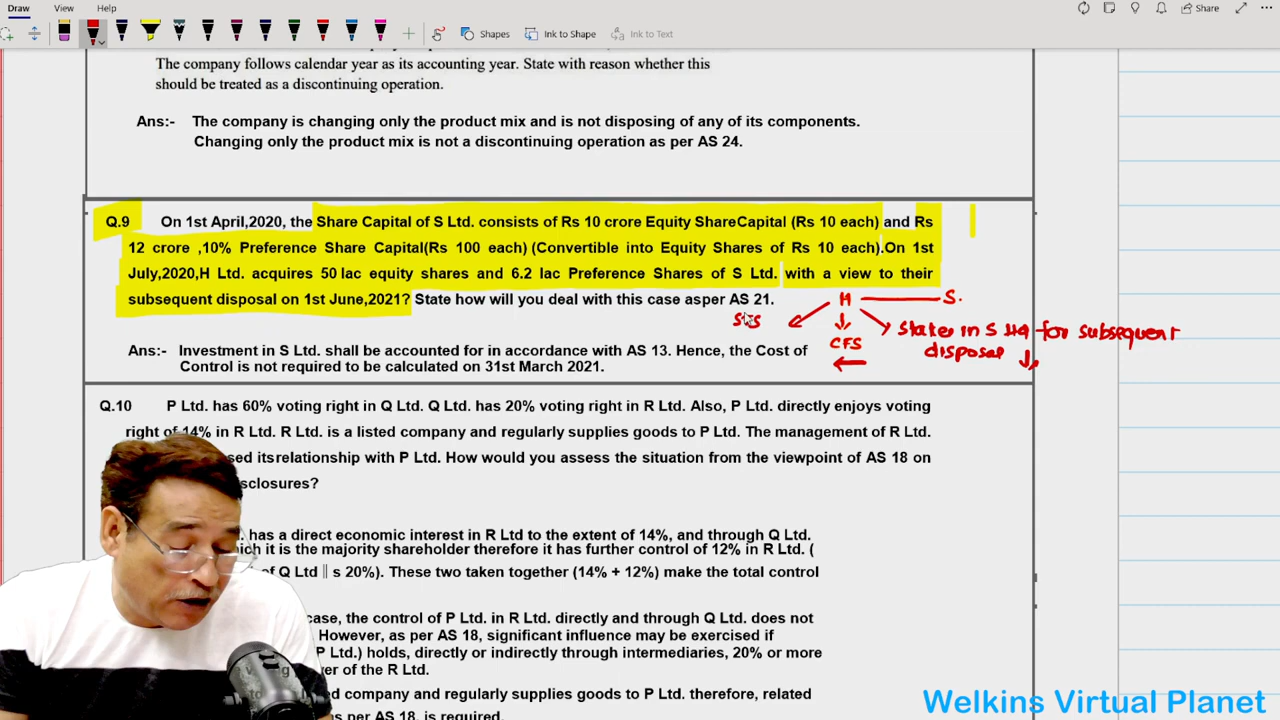 Draw View Help Share
Shapes Ink to Shape Ink to Text
The company follows calendar year as its accounting year. State with reason whether this
should be treated as a discontinuing operation.
Ans:- The company is changing only the product mix and is not disposing of any of its components.
Changing only the product mix is not a discontinuing operation as per AS 24.
Q.9 On 1st April,2020, the Share Capital of S Ltd. consists of Rs 10 crore Equity ShareCapital (Rs 10 each) and Rs
12 crore ,10% Preference Share Capital(Rs 100 each) (Convertible into Equity Shares of Rs 10 each).On 1st
July,2020,H Ltd. acquires 50 lac equity shares and 6.2 lac Preference Shares of S Ltd. with a view to their
subsequent disposal on 1st June,2021? State how will you deal with this case asper AS 21.
H S.
SFS
States in S for subsequent
CFS
disposal
Ans:- Investment in S Ltd. shall be accounted for in accordance with AS 13. Hence, the Cost of
Control is not required to be calculated on 31st March 2021.
Q.10 P Ltd. has 60% voting right in Q Ltd. Q Ltd. has 20% voting right in R Ltd. Also, P Ltd. directly enjoys voting
right of 14% in R Ltd. R Ltd. is a listed company and regularly supplies goods to P Ltd. The management of R Ltd.
sed itsrelationship with P Ltd. How would you assess the situation from the viewpoint of AS 18 on
sclosures?
. has a direct economic interest in R Ltd to the extent of 14%, and through Q Ltd.
ich it is the majority shareholder therefore it has further control of 12% in R Ltd. (
of Q Ltd || s 20%). These two taken together (14% + 12%) make the total control
case, the control of P Ltd. in R Ltd. directly and through Q Ltd. does not
However, as per AS 18, significant influence may be exercised if
P Ltd.) holds, directly or indirectly through intermediaries, 20% or more
er of the R Ltd.
ed company and regularly supplies goods to P Ltd. therefore, related
as per AS 18, is required.
Welkins Virtual Planet